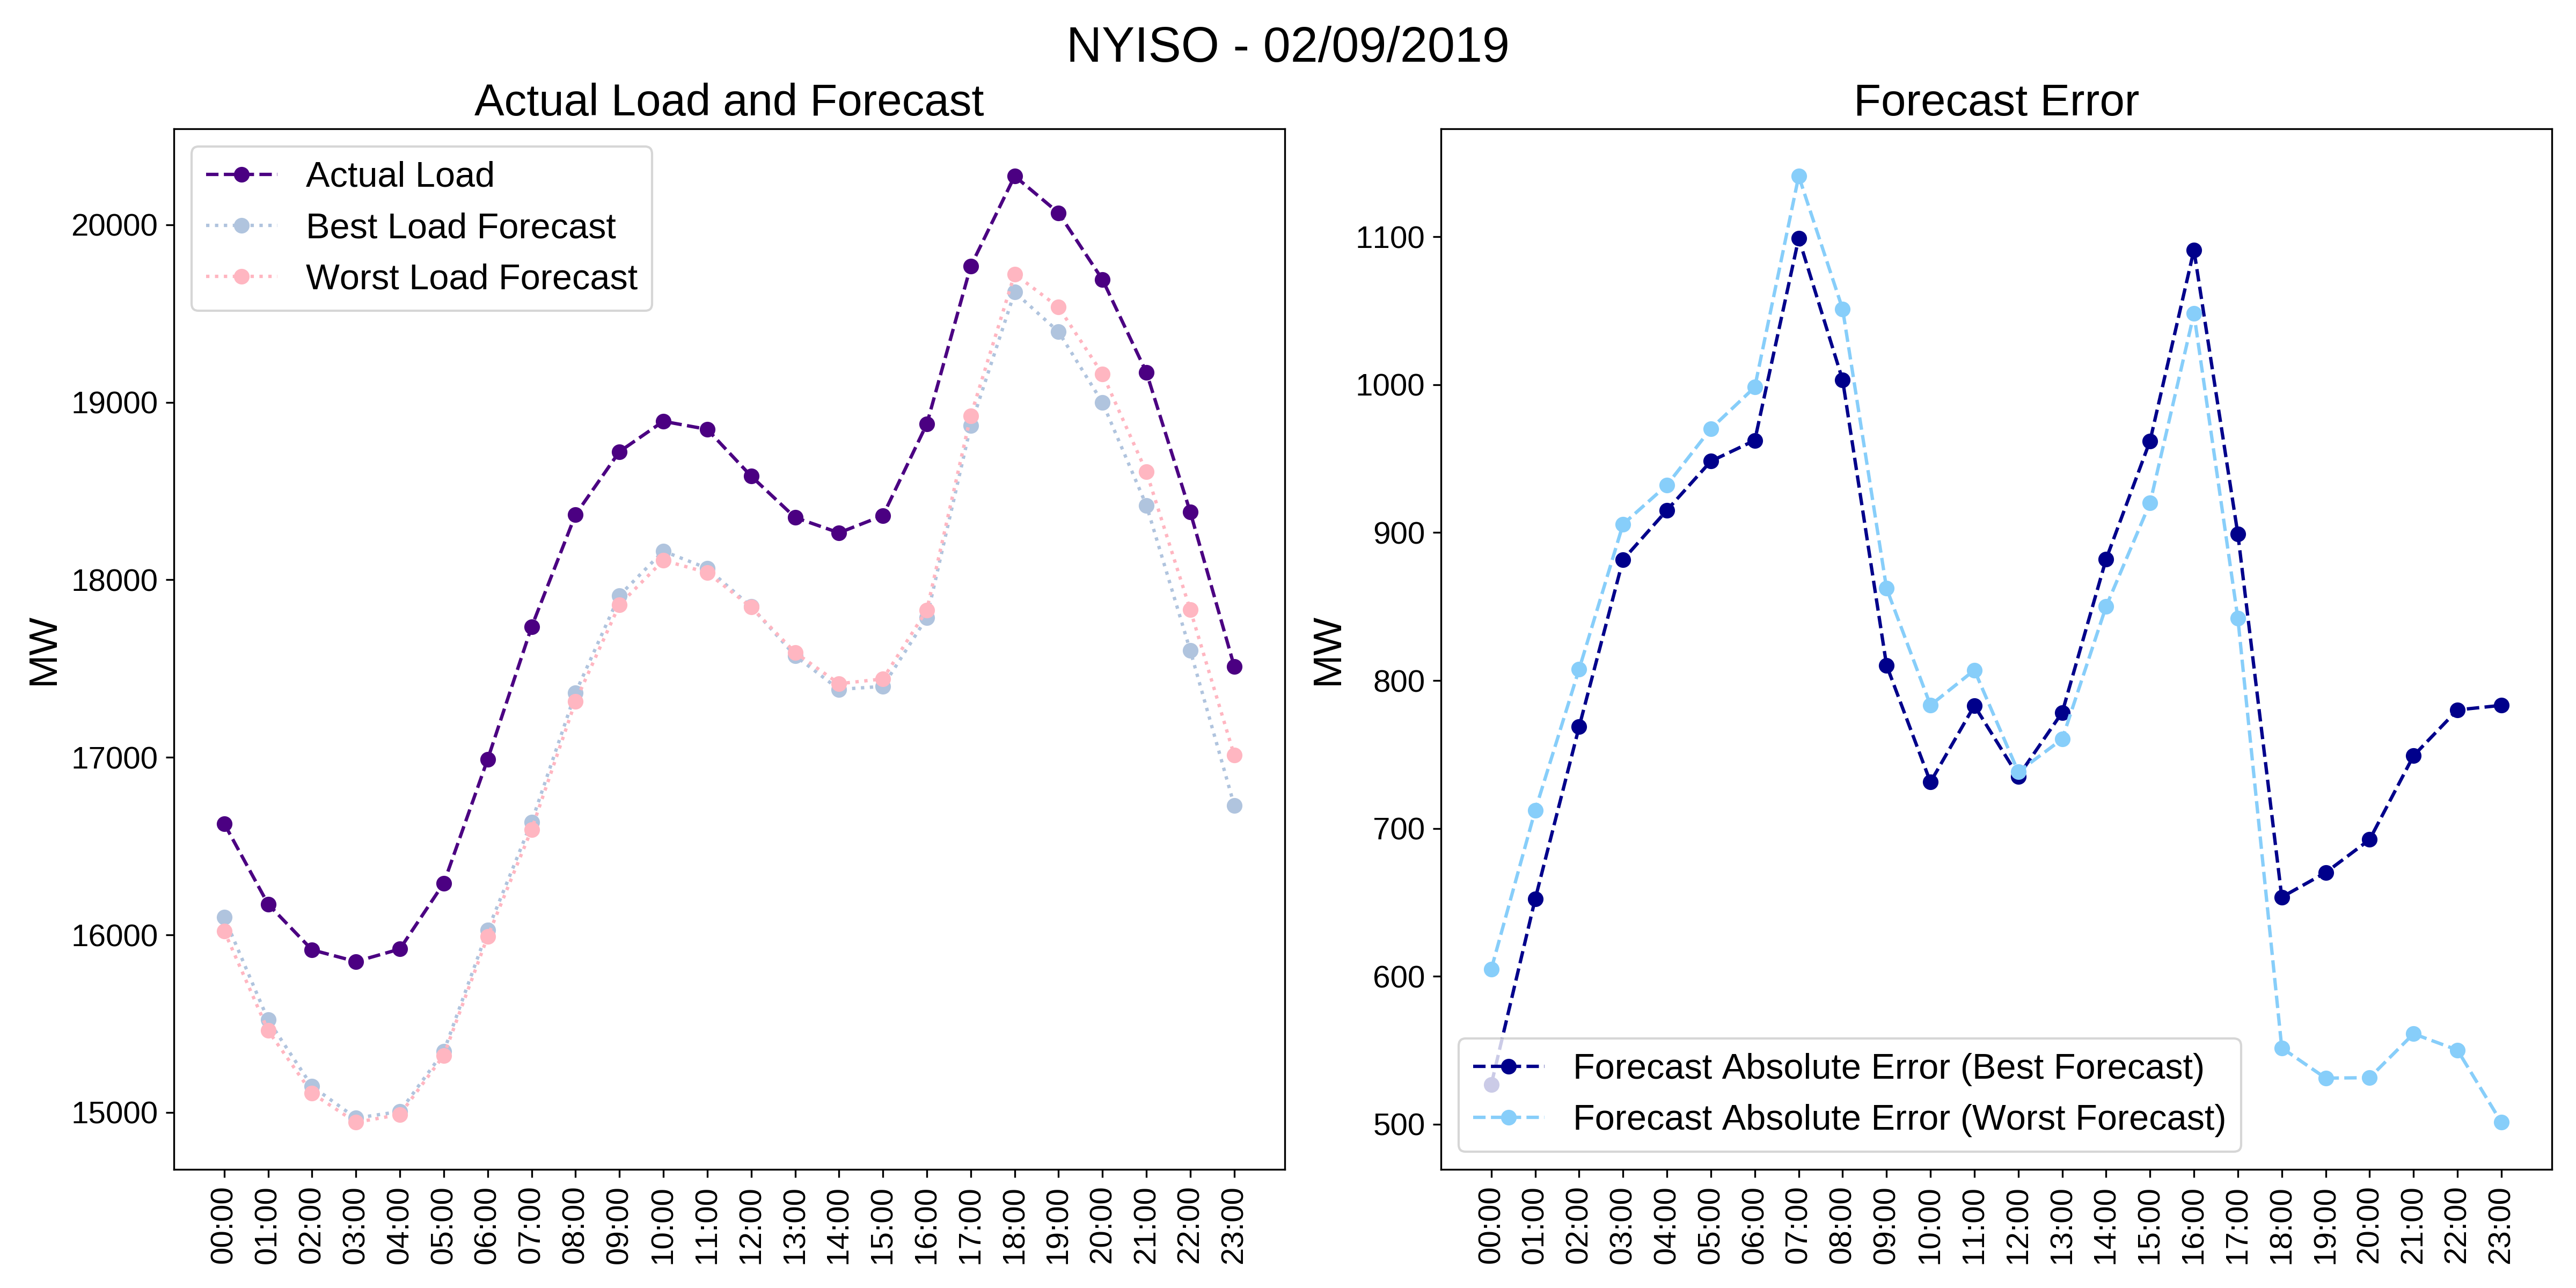 NYISO - 02/09/2019
Actual Load and Forecast
Actual Load
Best Load Forecast
Worst Load Forecast
MW
20000
19000
18000
17000
16000
15000
00:00 01:00 02:00 03:00 04:00 05:00 06:00 07:00 08:00 09:00 10:00 11:00 12:00 13:00 14:00 15:00 16:00 17:00 18:00 19:00 20:00 21:00 22:00 23:00
Forecast Error
MW
1100
1000
900
800
700
600
500
Forecast Absolute Error (Best Forecast)
Forecast Absolute Error (Worst Forecast)
00:00 01:00 02:00 03:00 04:00 05:00 06:00 07:00 08:00 09:00 10:00 11:00 12:00 13:00 14:00 15:00 16:00 17:00 18:00 19:00 20:00 21:00 22:00 23:00